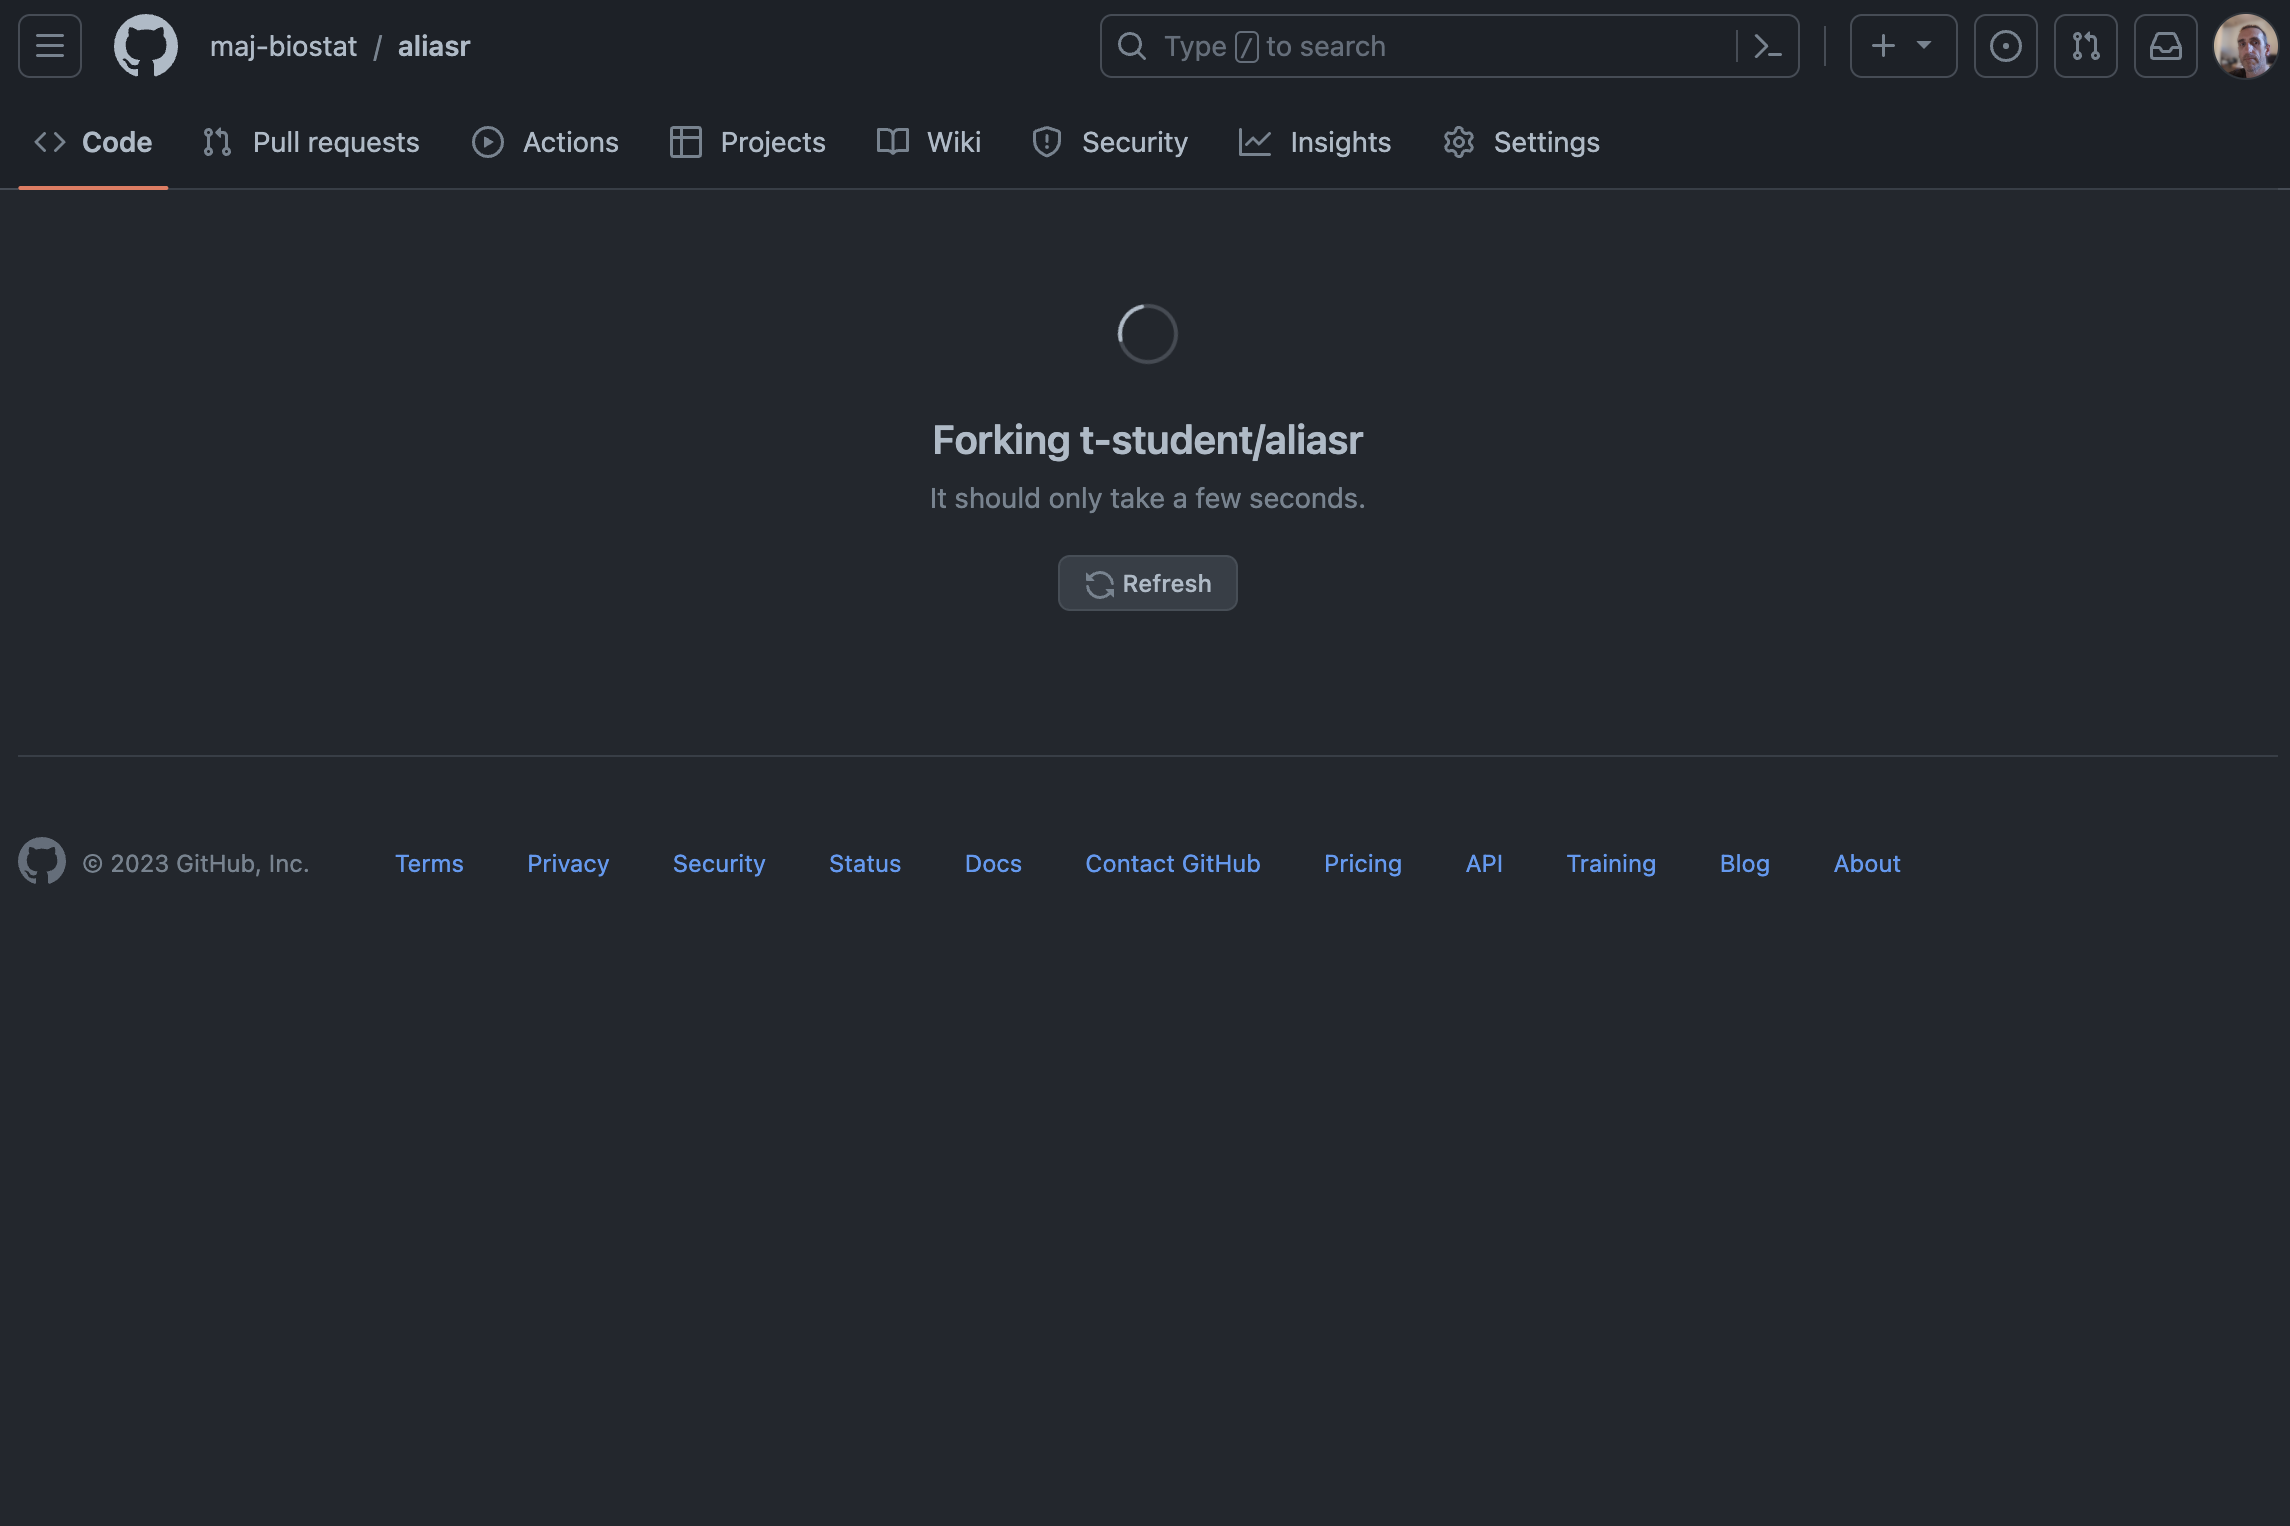 maj-biostat / aliasr
Type / to search
Code Pull requests Actions Projects Wiki Security Insights Settings
Forking t-student/aliasr
It should only take a few seconds.
Refresh
© 2023 GitHub, Inc. Terms Privacy Security Status Docs Contact GitHub Pricing API Training Blog About